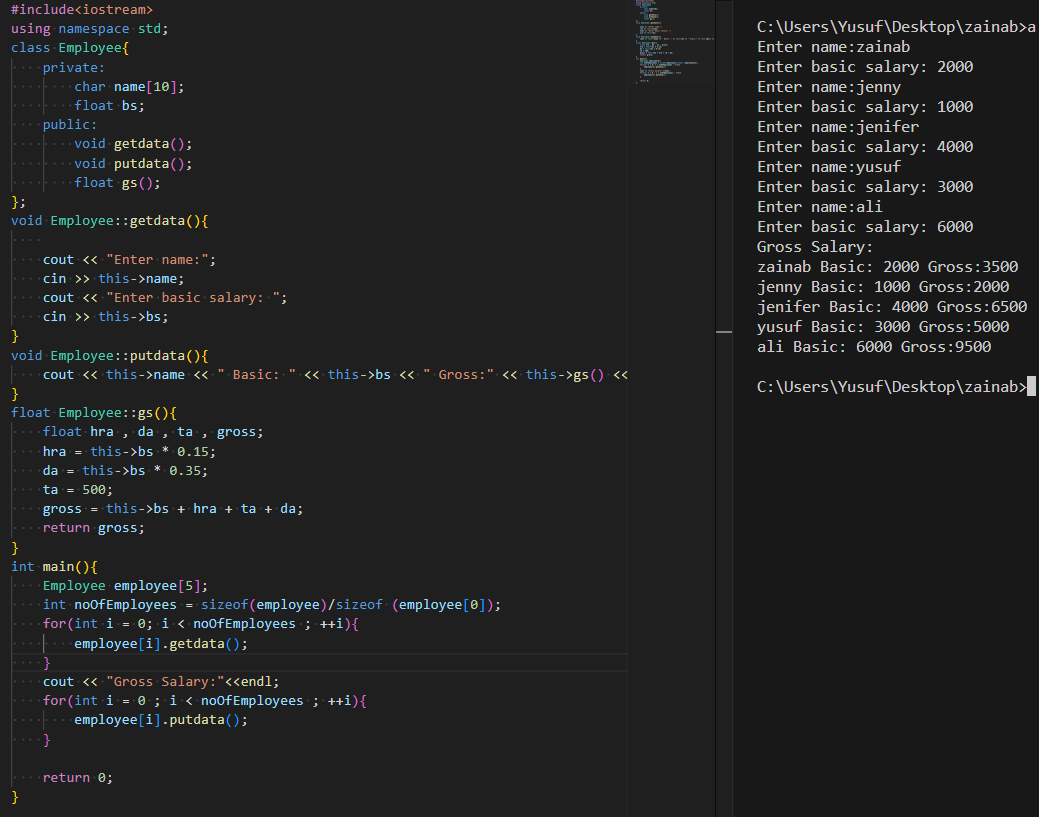 #include<iostream>
using namespace std;
class Employee{
    private:
        char name[10];
        float bs;
    public:
        void getdata();
        void putdata();
        float gs();
};
void Employee::getdata(){

    cout << "Enter name:";
    cin >> this->name;
    cout << "Enter basic salary: ";
    cin >> this->bs;
}
void Employee::putdata(){
    cout << this->name << " Basic: " << this->bs << " Gross:" << this->gs() <<
}
float Employee::gs(){
    float hra , da , ta , gross;
    hra = this->bs * 0.15;
    da = this->bs * 0.35;
    ta = 500;
    gross = this->bs + hra + ta + da;
    return gross;
}
int main(){
    Employee employee[5];
    int noOfEmployees = sizeof(employee)/sizeof (employee[0]);
    for(int i = 0; i < noOfEmployees ; ++i){
        employee[i].getdata();
    }
    cout << "Gross Salary:"<<endl;
    for(int i = 0 ; i < noOfEmployees ; ++i){
        employee[i].putdata();
    }

    return 0;
}
C:\Users\Yusuf\Desktop\zainab>a
Enter name:zainab
Enter basic salary: 2000
Enter name:jenny
Enter basic salary: 1000
Enter name:jenifer
Enter basic salary: 4000
Enter name:yusuf
Enter basic salary: 3000
Enter name:ali
Enter basic salary: 6000
Gross Salary:
zainab Basic: 2000 Gross:3500
jenny Basic: 1000 Gross:2000
jenifer Basic: 4000 Gross:6500
yusuf Basic: 3000 Gross:5000
ali Basic: 6000 Gross:9500

C:\Users\Yusuf\Desktop\zainab>